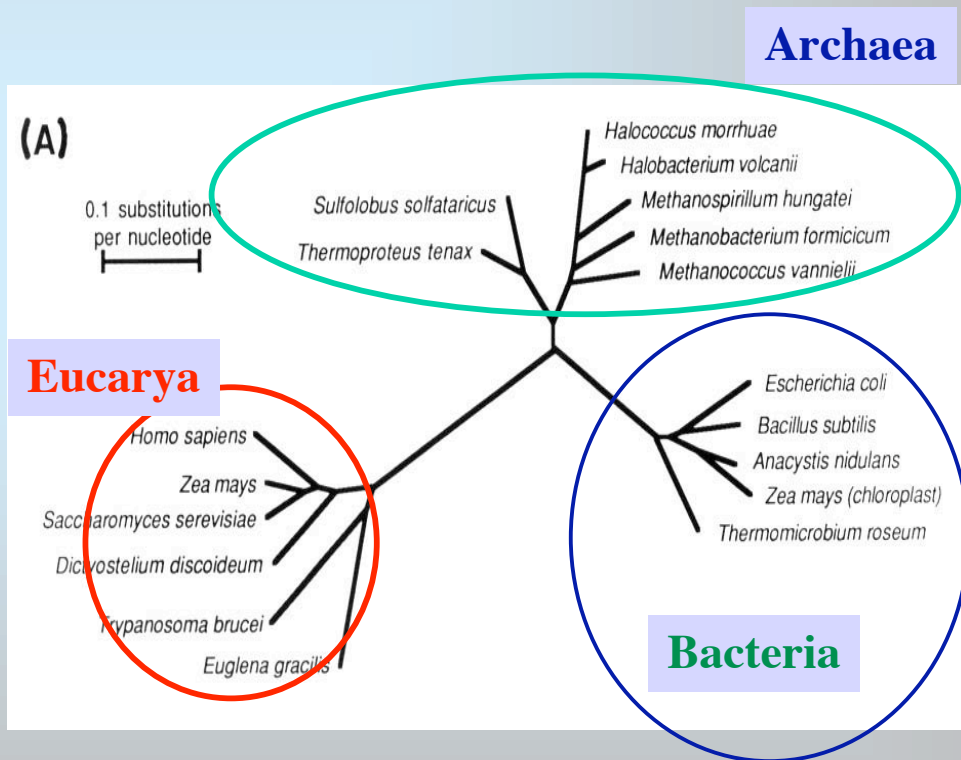 Archaea
(A)
0.1 substitutions
per nucleotide
Halococcus morrhuae
Halobacterium volcanii
Methanospirillum hungatei
Methanobacterium formicicum
Methanococcus vannielii
Sulfolobus solfataricus
Thermoproteus tenax
Eucarya
Homo sapiens
Zea mays
Saccharomyces serevisiae
Dictyostelium discoideum
Trypanosoma brucei
Euglena gracilis
Escherichia coli
Bacillus subtilis
Anacystis nidulans
Zea mays (chloroplast)
Thermomicrobium roseum
Bacteria